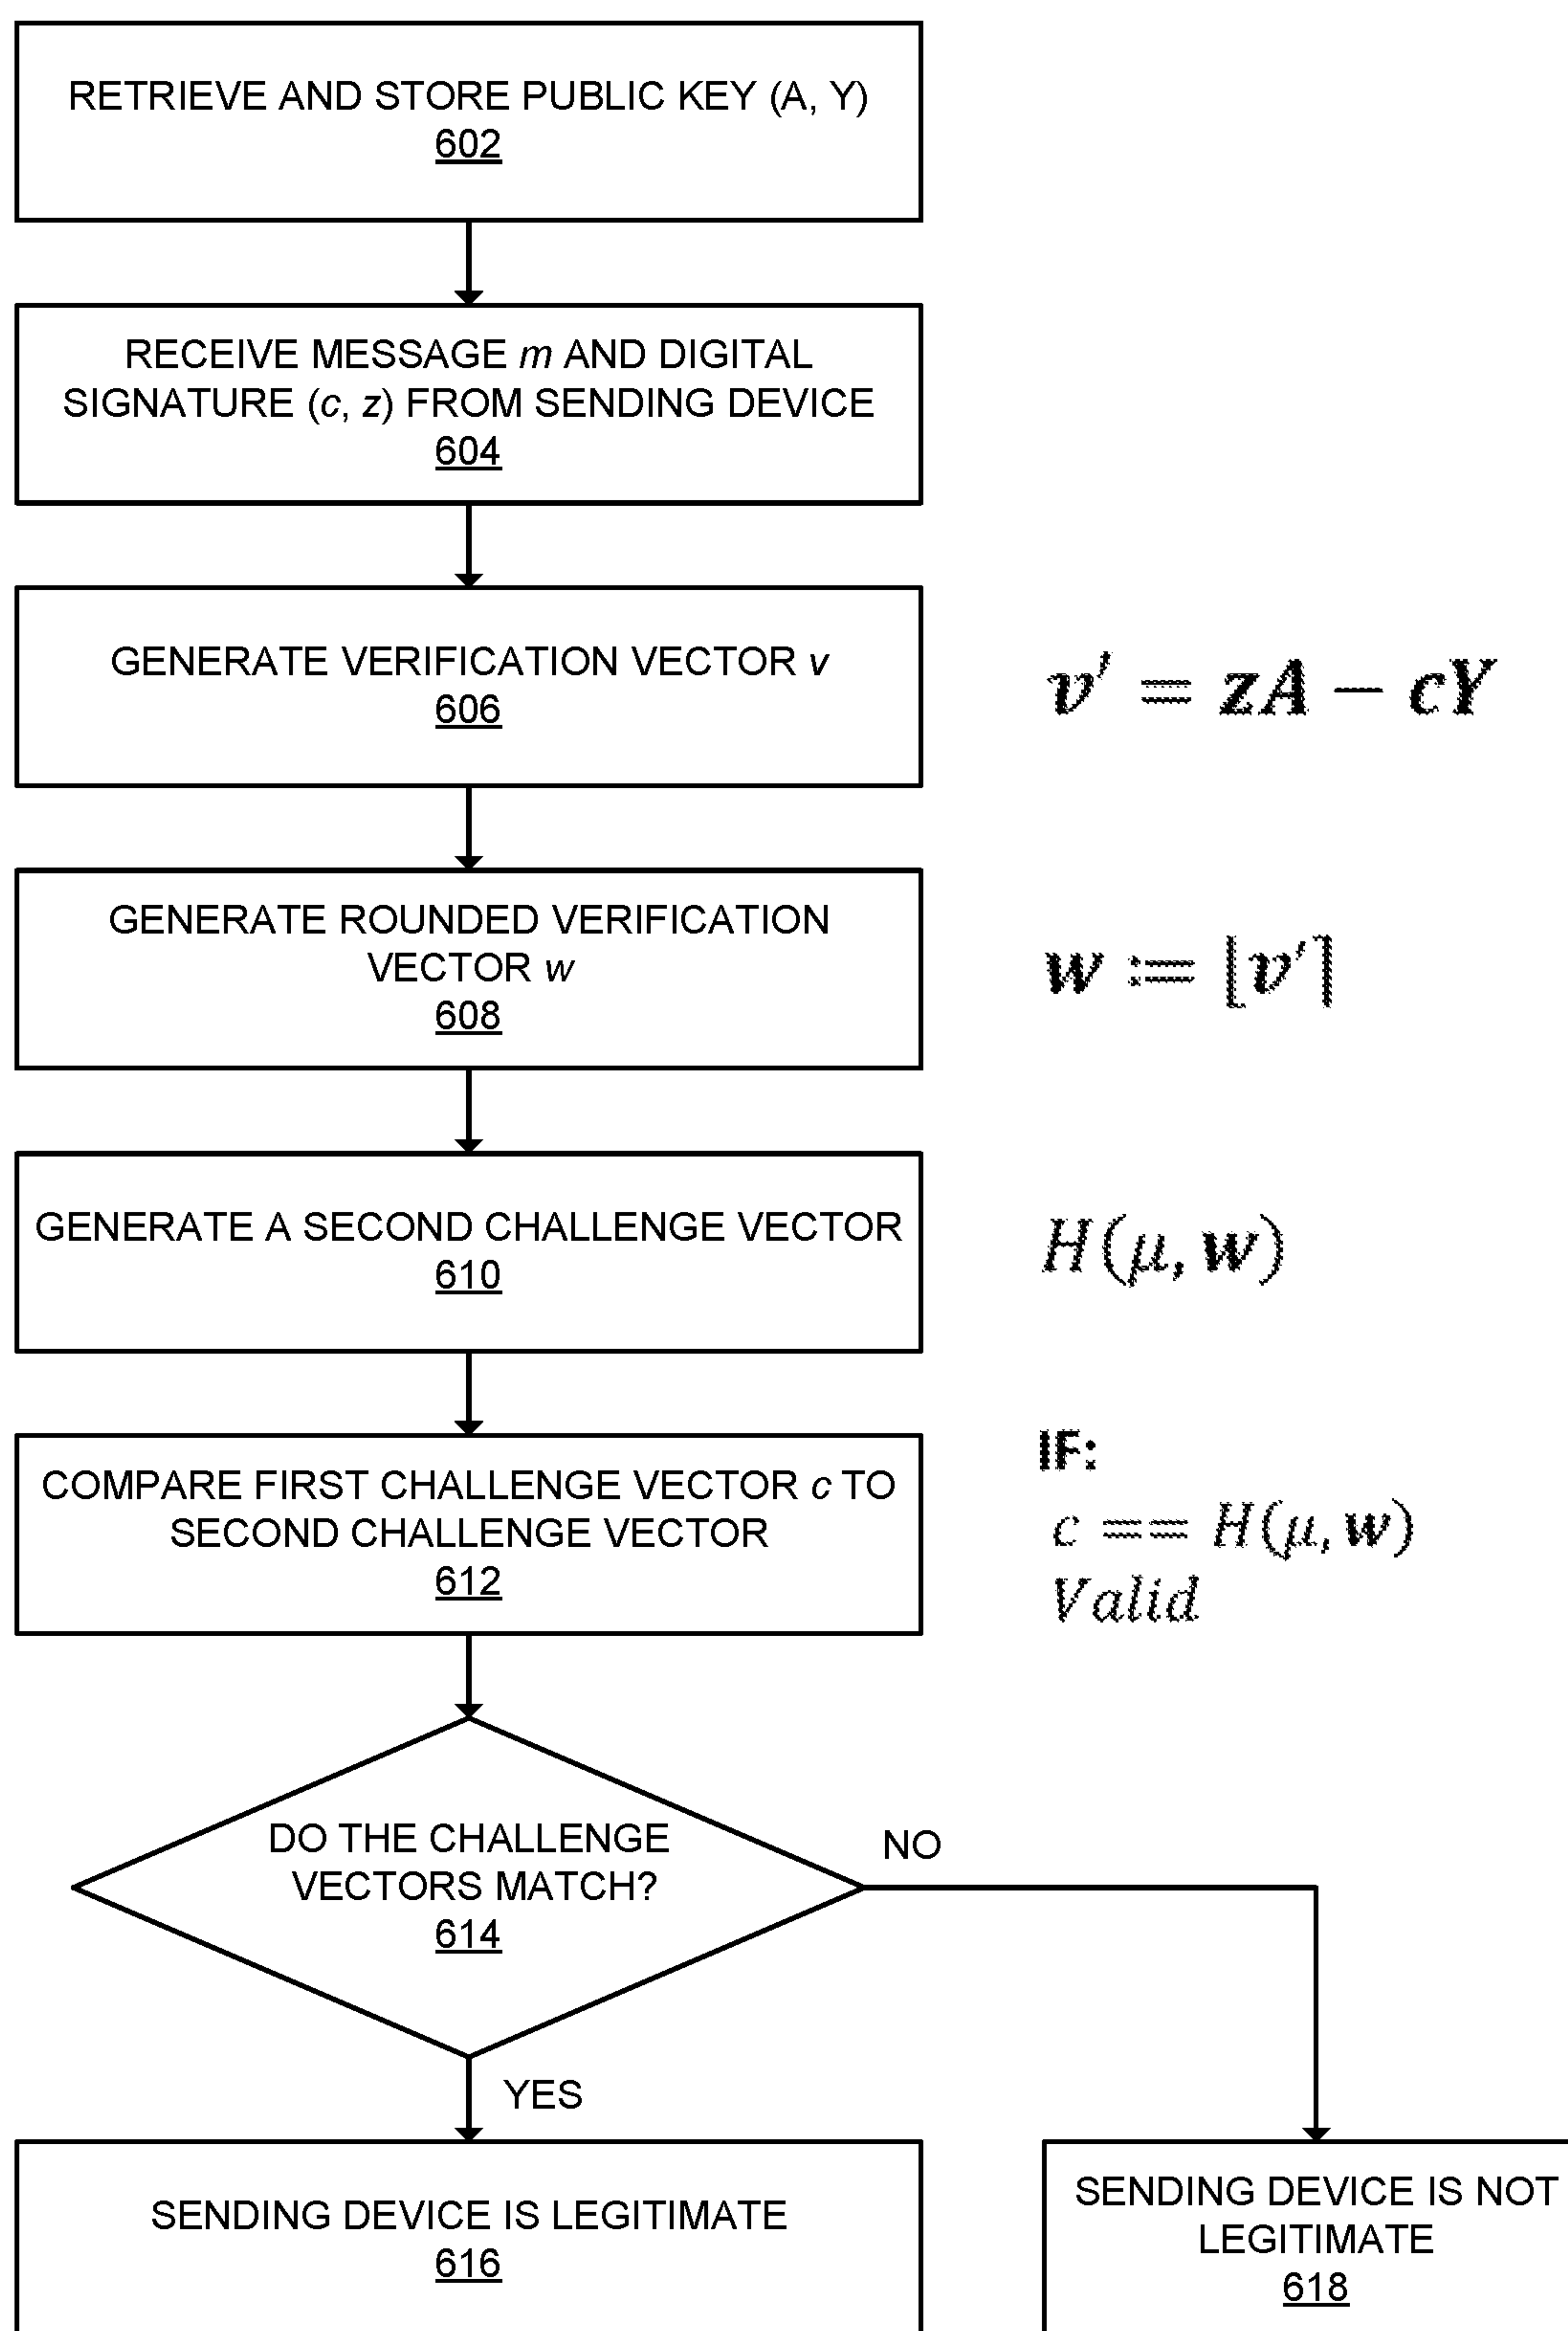 RETRIEVE AND STORE PUBLIC KEY (A, Y)
602
RECEIVE MESSAGE m AND DIGITAL
SIGNATURE (c, z) FROM SENDING DEVICE
604
GENERATE VERIFICATION VECTOR v
606
v′ = zA − cY
GENERATE ROUNDED VERIFICATION
VECTOR w
608
w := ⌊v′⌉
GENERATE A SECOND CHALLENGE VECTOR
610
H(μ, w)
COMPARE FIRST CHALLENGE VECTOR c TO
SECOND CHALLENGE VECTOR
612
IF:
c == H(μ, w)
Valid
DO THE CHALLENGE
VECTORS MATCH?
614
NO
YES
SENDING DEVICE IS LEGITIMATE
616
SENDING DEVICE IS NOT
LEGITIMATE
618